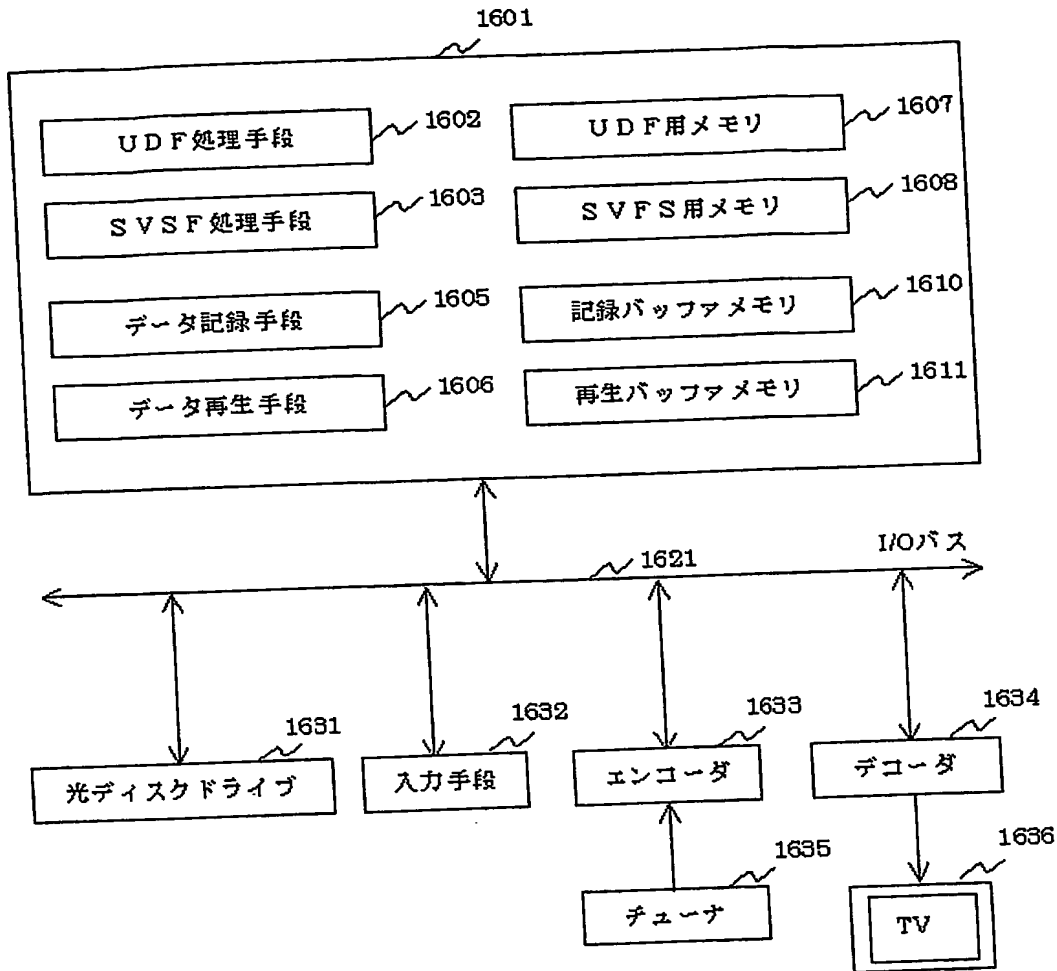 1601
UDF処理手段
1602
UDF用メモリ
1607
SVSF処理手段
1603
SVFS用メモリ
1608
データ記録手段
1605
記録バッファメモリ
1610
データ再生手段
1606
再生バッファメモリ
1611
1621
I/Oバス
1631
1632
1633
1634
光ディスクドライブ
入力手段
エンコーダ
デコーダ
1635
1636
チューナ
TV